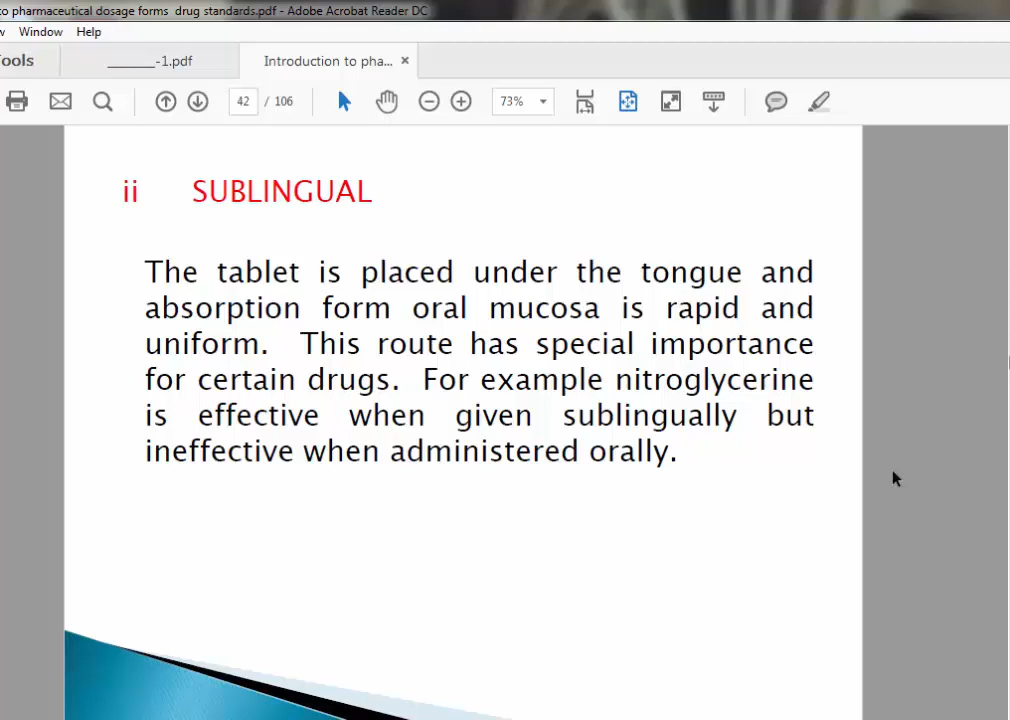 to pharmaceutical dosage forms drug standards.pdf - Adobe Acrobat Reader DC
w Window Help
Tools _______-1.pdf Introduction to pha... ×
42 / 106 73%
ii SUBLINGUAL
The tablet is placed under the tongue and
absorption form oral mucosa is rapid and
uniform. This route has special importance
for certain drugs. For example nitroglycerine
is effective when given sublingually but
ineffective when administered orally.